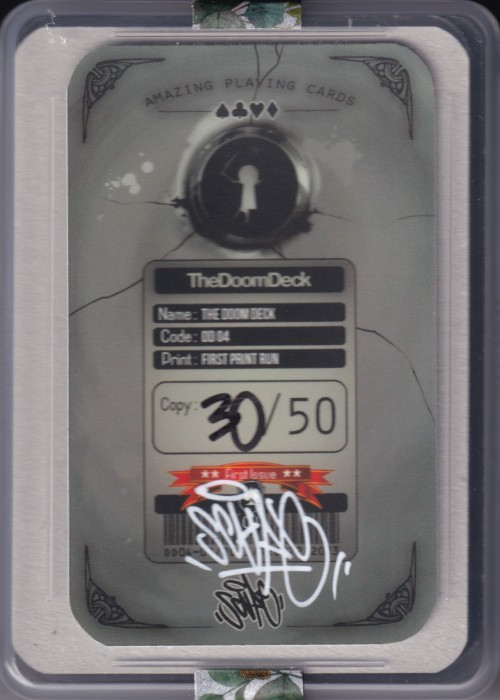 AMAZING PLAYING CARDS
TheDoomDeck
Name: THE DOOM DECK
Code: DD 04
Print: FIRST PRINT RUN
Copy: 30/50
First Issue